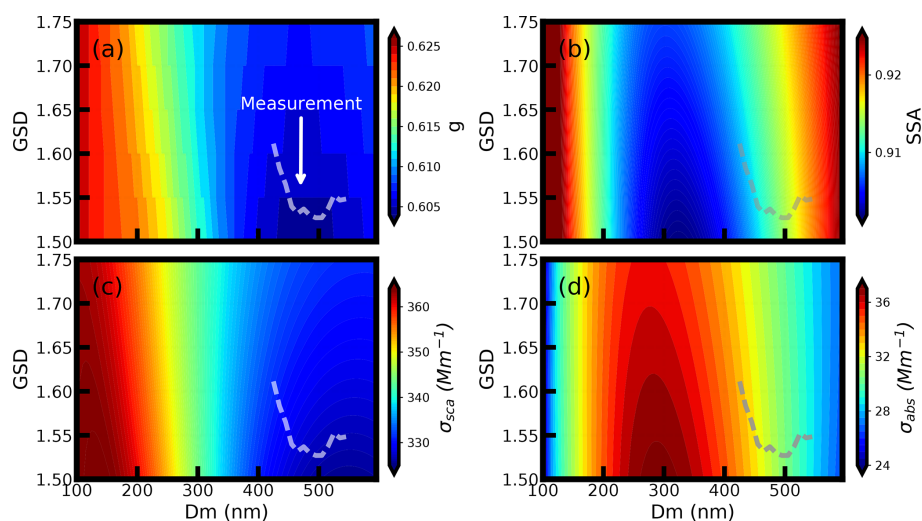 (a)
Measurement
1.75
1.70
1.65
1.60
1.55
1.50
GSD
0.625
0.620
0.615
0.610
0.605
g
(b)
1.75
1.70
1.65
1.60
1.55
1.50
GSD
0.92
0.91
SSA
(c)
1.75
1.70
1.65
1.60
1.55
1.50
GSD
100 200 300 400 500
Dm (nm)
360
350
340
330
σsca (Mm⁻¹)
(d)
1.75
1.70
1.65
1.60
1.55
1.50
GSD
100 200 300 400 500
Dm (nm)
36
32
28
24
σabs (Mm⁻¹)